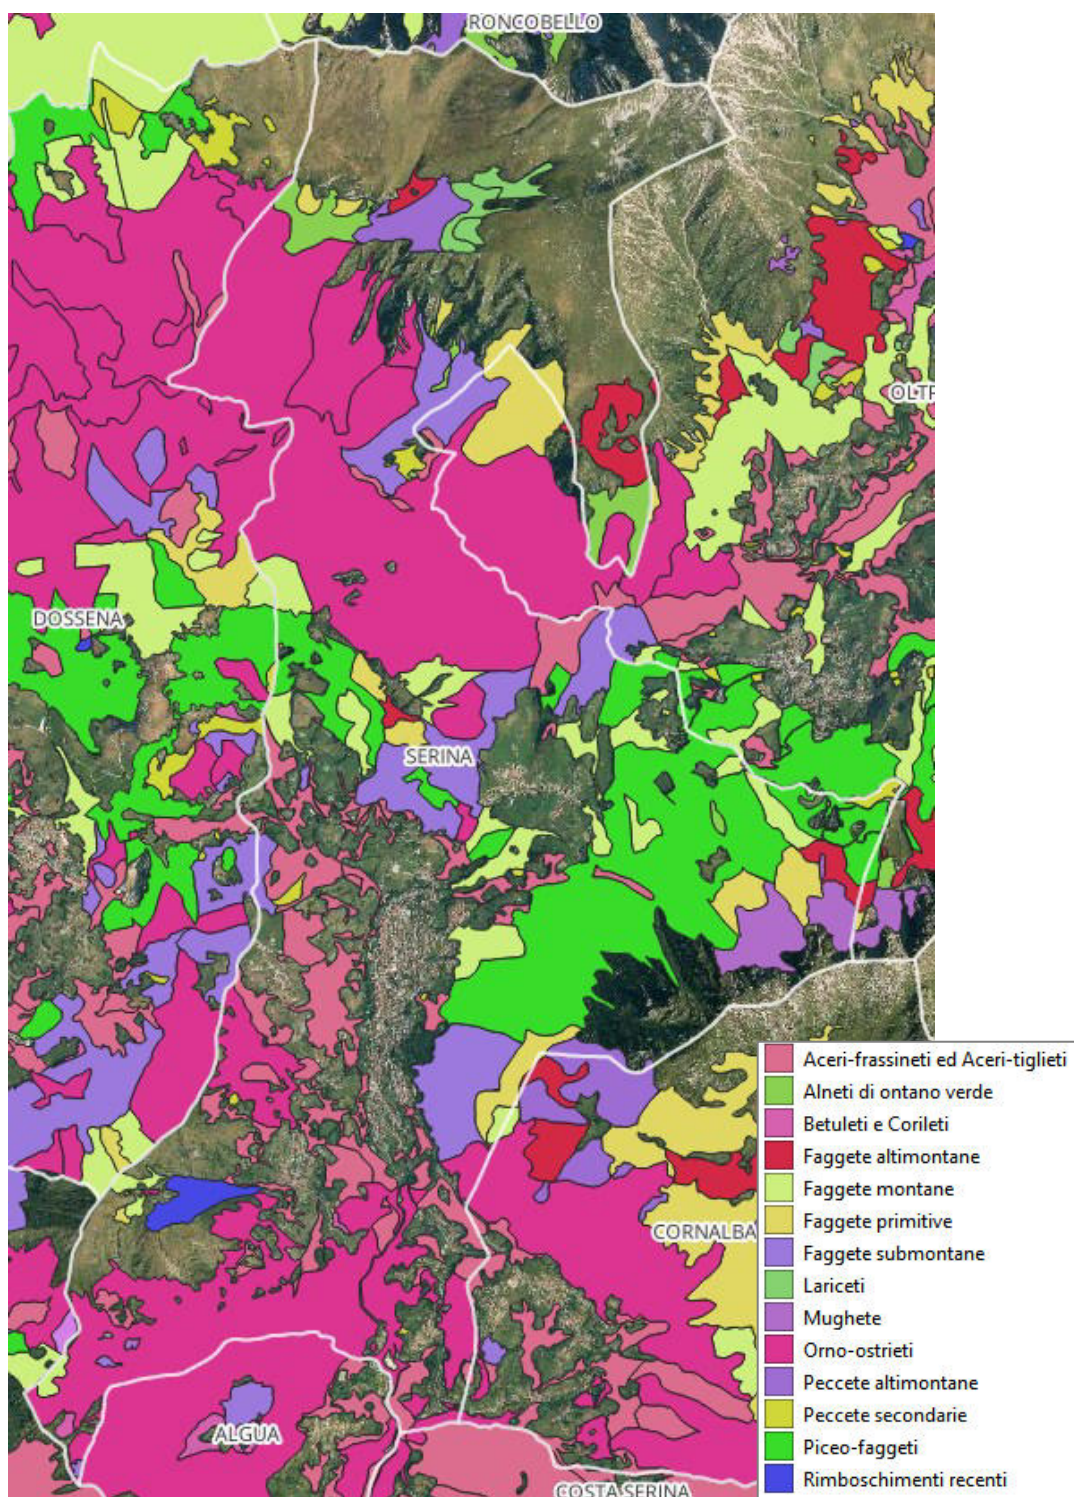 RONCOBELLO
OLTR
DOSSENA
SERINA
CORNALBA
ALGUA
COSTA SERINA
Aceri-frassineti ed Aceri-tiglieti
Alneti di ontano verde
Betuleti e Corileti
Faggete altimontane
Faggete montane
Faggete primitive
Faggete submontane
Lariceti
Mughete
Orno-ostrieti
Peccete altimontane
Peccete secondarie
Piceo-faggeti
Rimboschimenti recenti